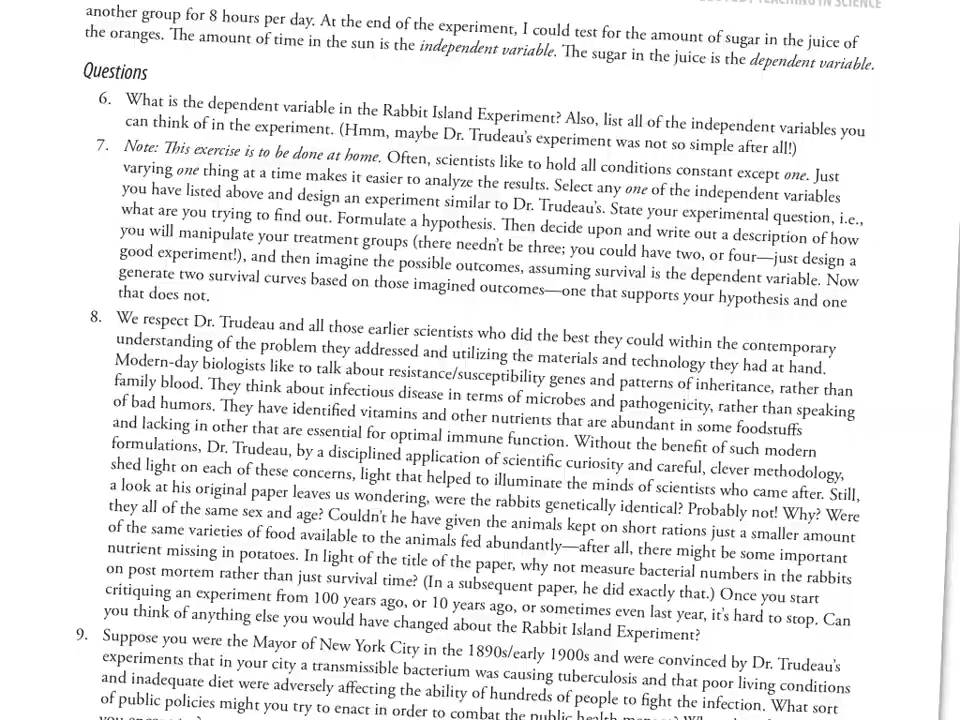 TEACHING IN SCIENCE
another group for 8 hours per day. At the end of the experiment, I could test for the amount of sugar in the juice of
the oranges. The amount of time in the sun is the independent variable. The sugar in the juice is the dependent variable.
Questions
6. What is the dependent variable in the Rabbit Island Experiment? Also, list all of the independent variables you
can think of in the experiment. (Hmm, maybe Dr. Trudeau's experiment was not so simple after all!)
7. Note: This exercise is to be done at home. Often, scientists like to hold all conditions constant except one. Just
varying one thing at a time makes it easier to analyze the results. Select any one of the independent variables
you have listed above and design an experiment similar to Dr. Trudeau's. State your experimental question, i.e.,
what are you trying to find out. Formulate a hypothesis. Then decide upon and write out a description of how
you will manipulate your treatment groups (there needn't be three; you could have two, or four—just design a
good experiment!), and then imagine the possible outcomes, assuming survival is the dependent variable. Now
generate two survival curves based on those imagined outcomes—one that supports your hypothesis and one
that does not.
8. We respect Dr. Trudeau and all those earlier scientists who did the best they could within the contemporary
understanding of the problem they addressed and utilizing the materials and technology they had at hand.
Modern-day biologists like to talk about resistance/susceptibility genes and patterns of inheritance, rather than
family blood. They think about infectious disease in terms of microbes and pathogenicity, rather than speaking
of bad humors. They have identified vitamins and other nutrients that are abundant in some foodstuffs
and lacking in other that are essential for optimal immune function. Without the benefit of such modern
formulations, Dr. Trudeau, by a disciplined application of scientific curiosity and careful, clever methodology,
shed light on each of these concerns, light that helped to illuminate the minds of scientists who came after. Still,
a look at his original paper leaves us wondering, were the rabbits genetically identical? Probably not! Why? Were
they all of the same sex and age? Couldn't he have given the animals kept on short rations just a smaller amount
of the same varieties of food available to the animals fed abundantly—after all, there might be some important
nutrient missing in potatoes. In light of the title of the paper, why not measure bacterial numbers in the rabbits
on post mortem rather than just survival time? (In a subsequent paper, he did exactly that.) Once you start
critiquing an experiment from 100 years ago, or 10 years ago, or sometimes even last year, it's hard to stop. Can
you think of anything else you would have changed about the Rabbit Island Experiment?
9. Suppose you were the Mayor of New York City in the 1890s/early 1900s and were convinced by Dr. Trudeau's
experiments that in your city a transmissible bacterium was causing tuberculosis and that poor living conditions
and inadequate diet were adversely affecting the ability of hundreds of people to fight the infection. What sort
of public policies might you try to enact in order to combat the public health